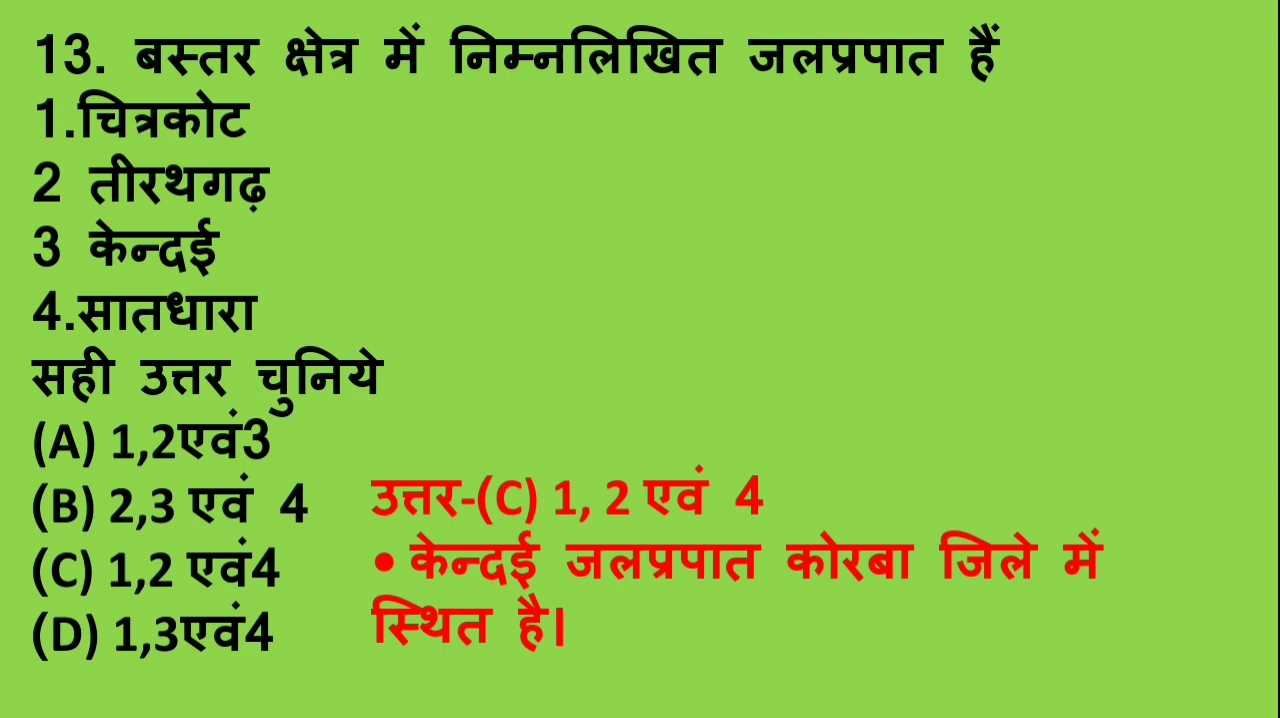 13. बस्तर क्षेत्र में निम्नलिखित जलप्रपात हैं
1.चित्रकोट
2 तीरथगढ़
3 केन्दई
4.सातधारा
सही उत्तर चुनिये
(A) 1,2एवं3
(B) 2,3 एवं 4
(C) 1,2 एवं4
(D) 1,3एवं4
उत्तर-(C) 1, 2 एवं 4
• केन्दई जलप्रपात कोरबा जिले में
स्थित है।